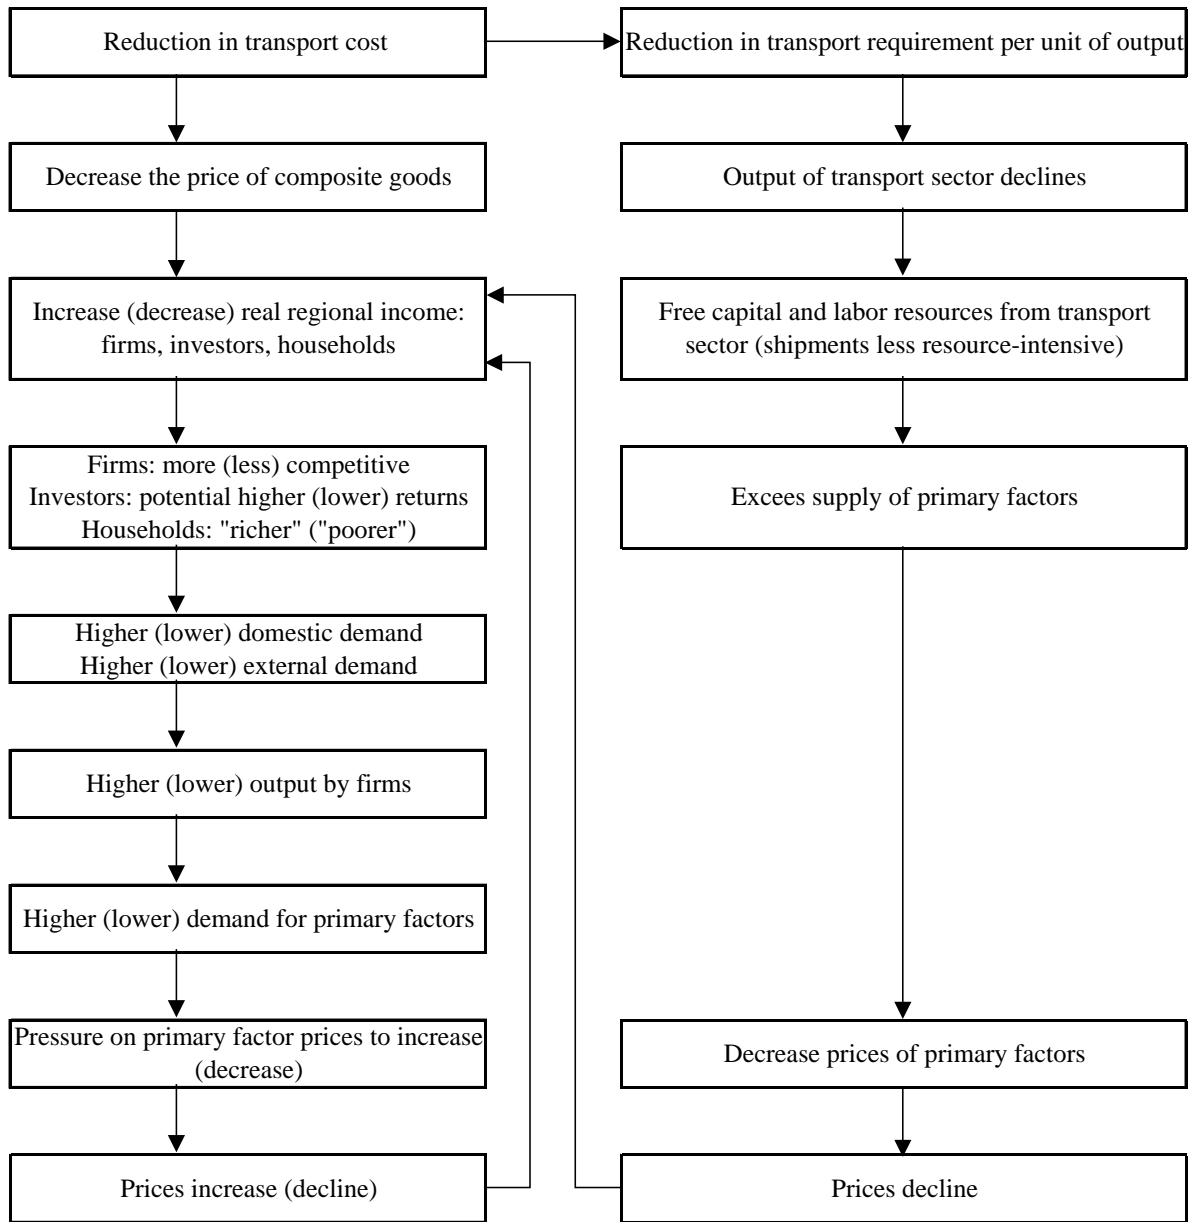 Reduction in transport cost
Reduction in transport requirement per unit of output
Decrease the price of composite goods
Output of transport sector declines
Increase (decrease) real regional income:
firms, investors, households
Free capital and labor resources from transport
sector (shipments less resource-intensive)
Firms: more (less) competitive
Investors: potential higher (lower) returns
Households: "richer" ("poorer")
Excees supply of primary factors
Higher (lower) domestic demand
Higher (lower) external demand
Higher (lower) output by firms
Higher (lower) demand for primary factors
Pressure on primary factor prices to increase
(decrease)
Decrease prices of primary factors
Prices increase (decline)
Prices decline